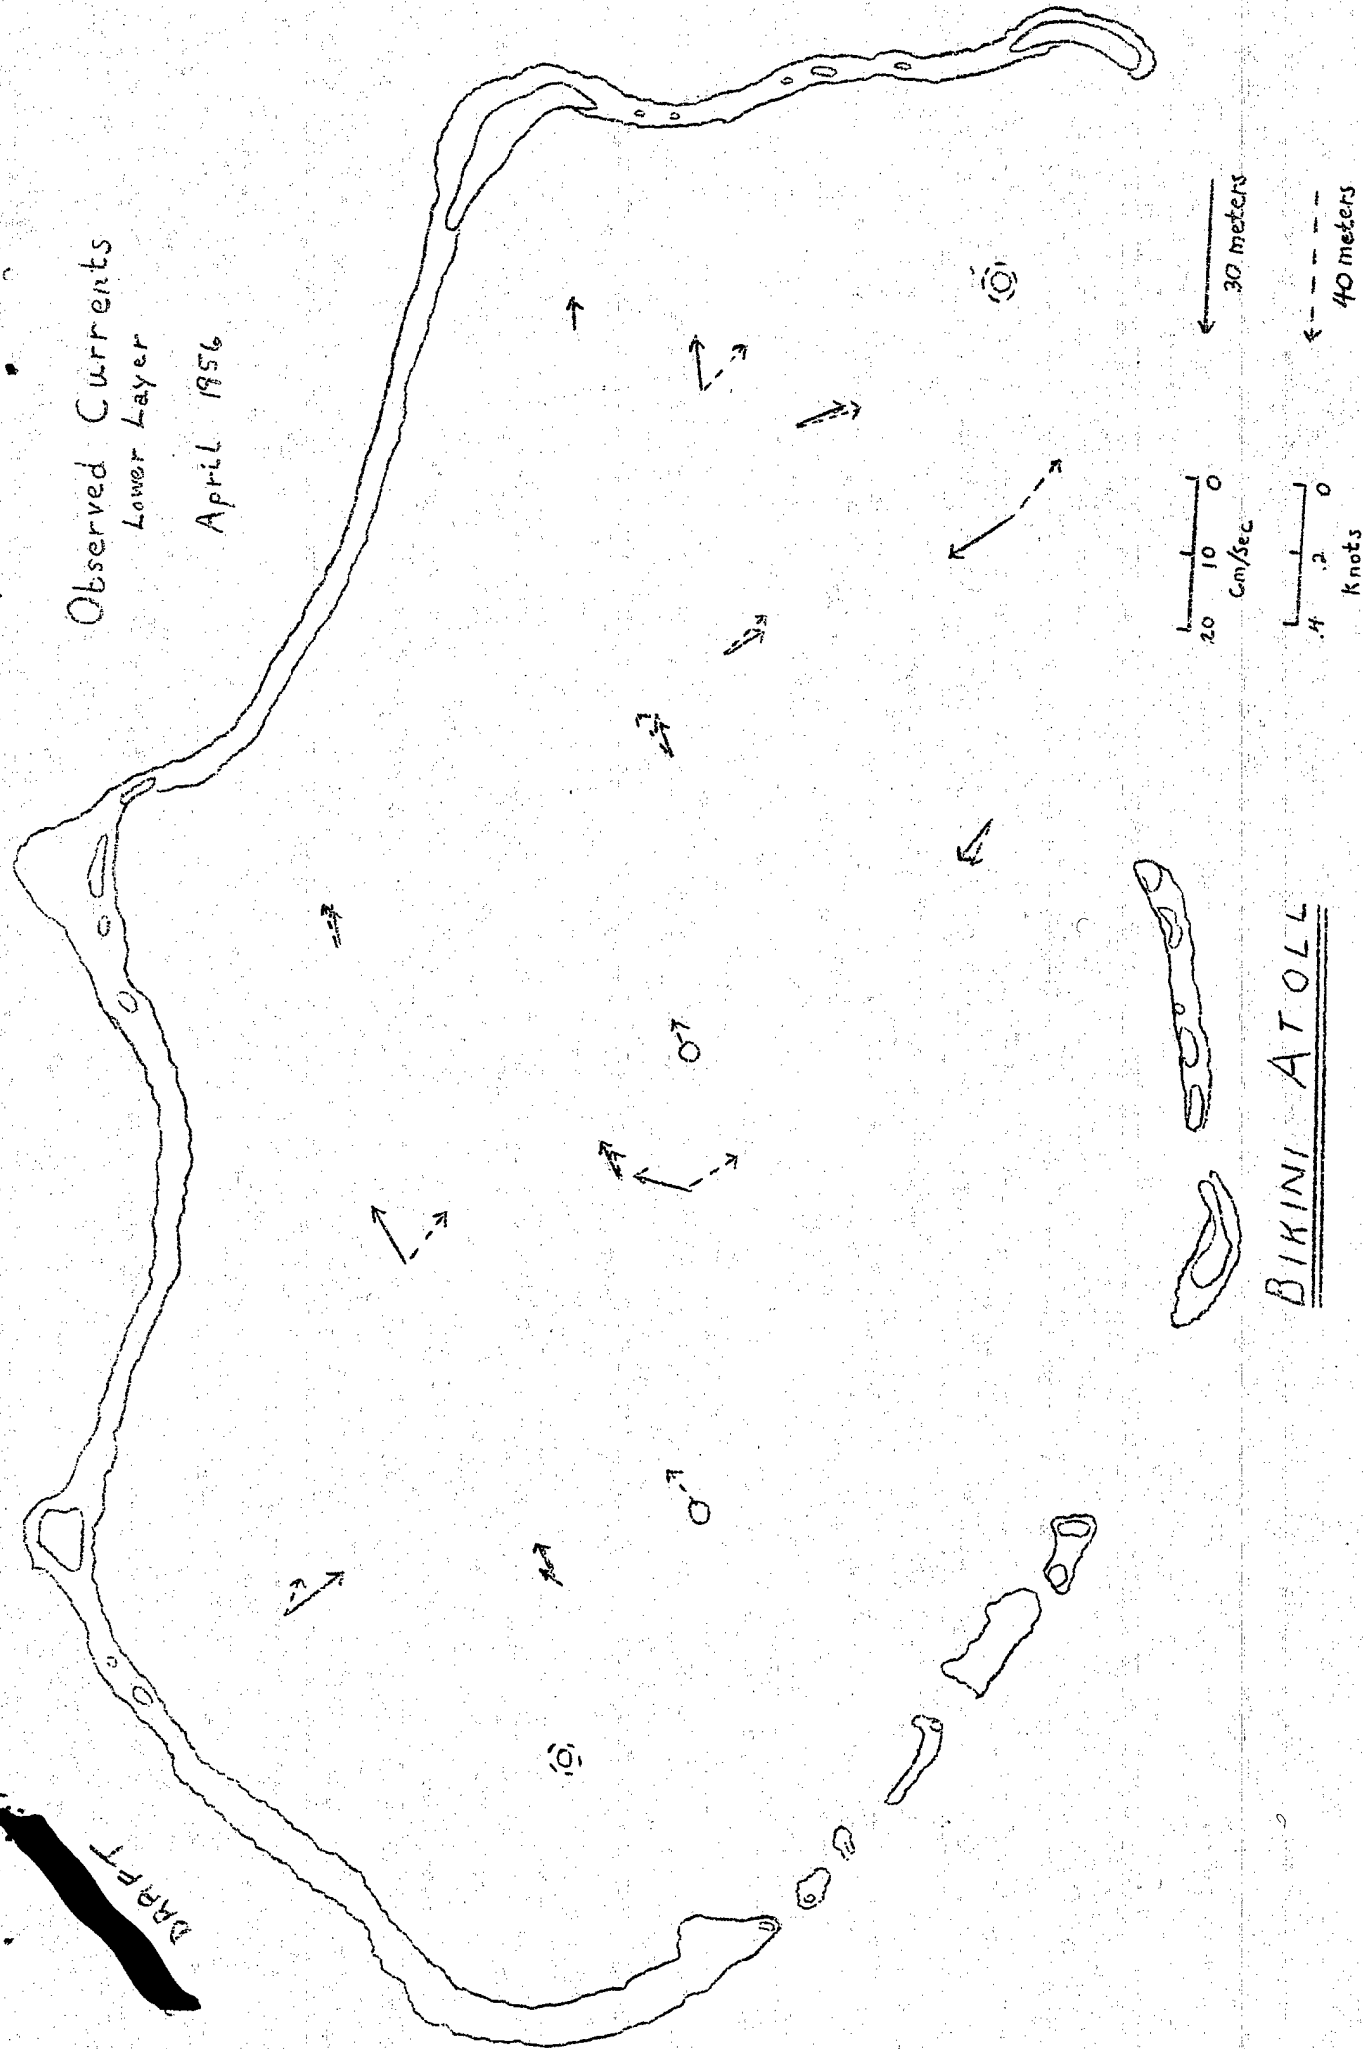 Observed Currents
Lower Layer
April 1956
DRAFT
30 meters
40 meters
20 10 0
Cm/Sec
.4 .2 0
Knots
BIKINI ATOLL